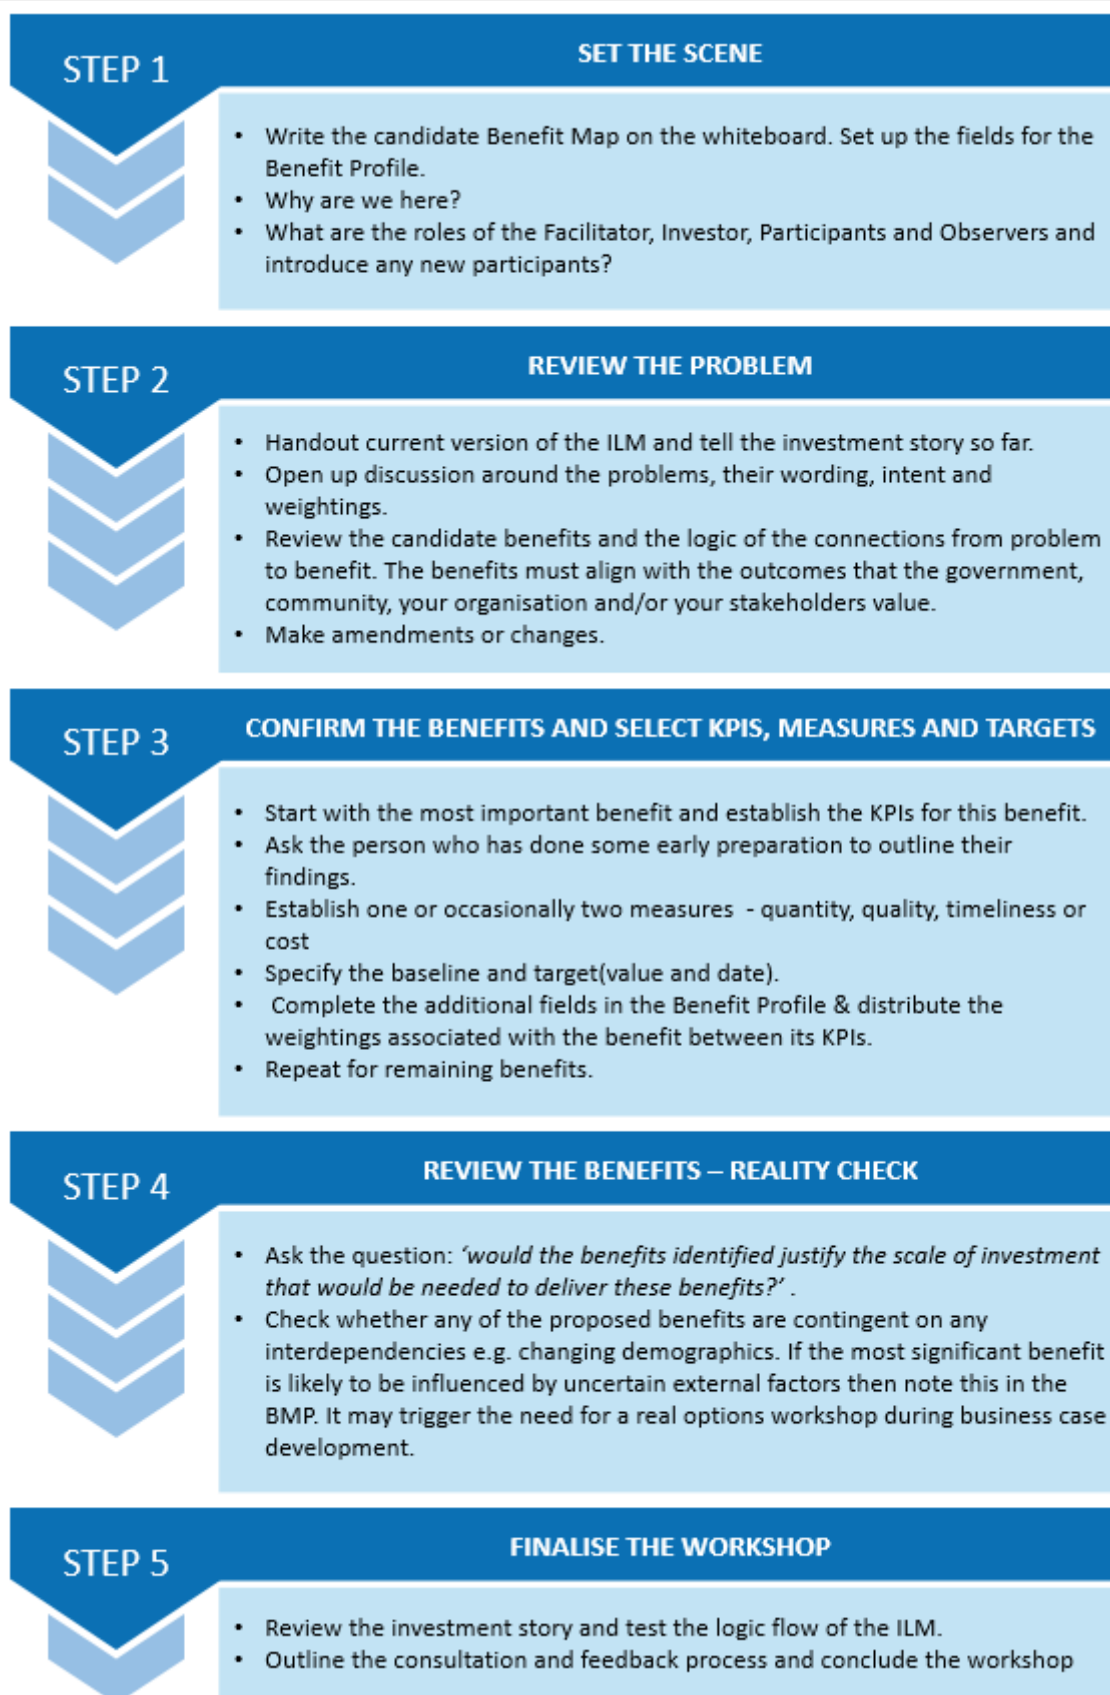 STEP 1
SET THE SCENE
• Write the candidate Benefit Map on the whiteboard. Set up the fields for the
Benefit Profile.
• Why are we here?
• What are the roles of the Facilitator, Investor, Participants and Observers and
introduce any new participants?
STEP 2
REVIEW THE PROBLEM
• Handout current version of the ILM and tell the investment story so far.
• Open up discussion around the problems, their wording, intent and
weightings.
• Review the candidate benefits and the logic of the connections from problem
to benefit. The benefits must align with the outcomes that the government,
community, your organisation and/or your stakeholders value.
• Make amendments or changes.
STEP 3
CONFIRM THE BENEFITS AND SELECT KPIS, MEASURES AND TARGETS
• Start with the most important benefit and establish the KPIs for this benefit.
• Ask the person who has done some early preparation to outline their
findings.
• Establish one or occasionally two measures - quantity, quality, timeliness or
cost
• Specify the baseline and target(value and date).
• Complete the additional fields in the Benefit Profile & distribute the
weightings associated with the benefit between its KPIs.
• Repeat for remaining benefits.
STEP 4
REVIEW THE BENEFITS – REALITY CHECK
• Ask the question: ‘would the benefits identified justify the scale of investment
that would be needed to deliver these benefits?’ .
• Check whether any of the proposed benefits are contingent on any
interdependencies e.g. changing demographics. If the most significant benefit
is likely to be influenced by uncertain external factors then note this in the
BMP. It may trigger the need for a real options workshop during business case
development.
STEP 5
FINALISE THE WORKSHOP
• Review the investment story and test the logic flow of the ILM.
• Outline the consultation and feedback process and conclude the workshop